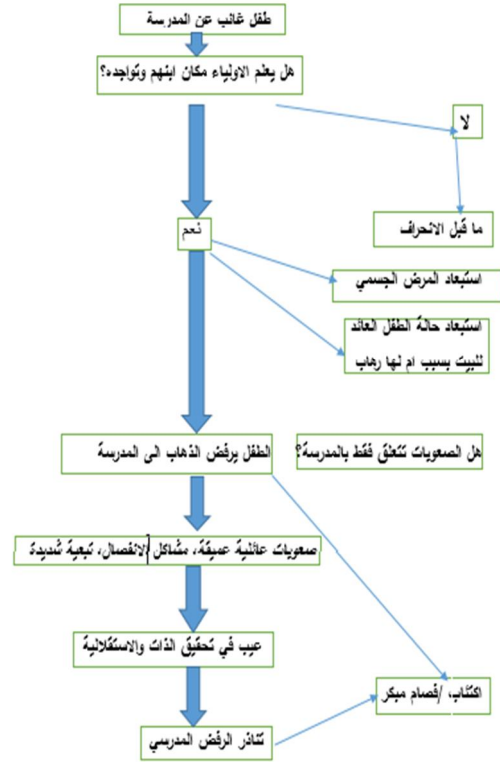 طفل غائب عن المدرسة
هل يعلم الاولياء مكان ابنهم وتواجده؟
لا
نعم
ما قبل الانحراف
استبعاد المرض الجسمي
استبعاد حالة الطفل العائد
للبيت بسبب ام لها رهاب
هل الصعوبات تتعلق فقط بالمدرسة؟
الطفل يرفض الذهاب الى المدرسة
صعوبات عائلية عميقة، مشاكل الانفصال، تبعية شديدة
عيب في تحقيق الذات والاستقلالية
اكتئاب، /فصام مبكر
تناذر الرفض المدرسي